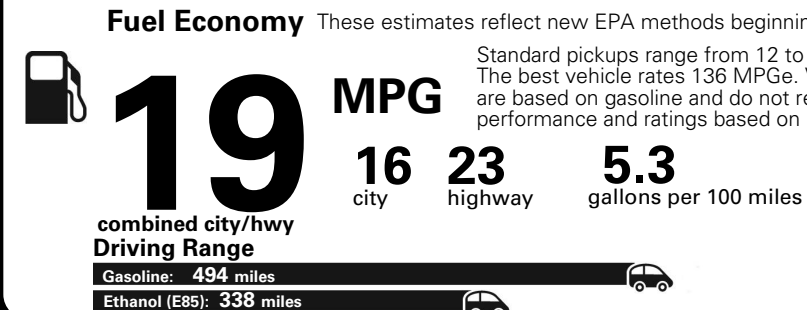 Fuel Economy These estimates reflect new EPA methods beginnin
Standard pickups range from 12 to
The best vehicle rates 136 MPGe. V
are based on gasoline and do not re
performance and ratings based on
19 MPG
16 23 5.3
city highway gallons per 100 miles
combined city/hwy
Driving Range
Gasoline: 494 miles
Ethanol (E85): 338 miles